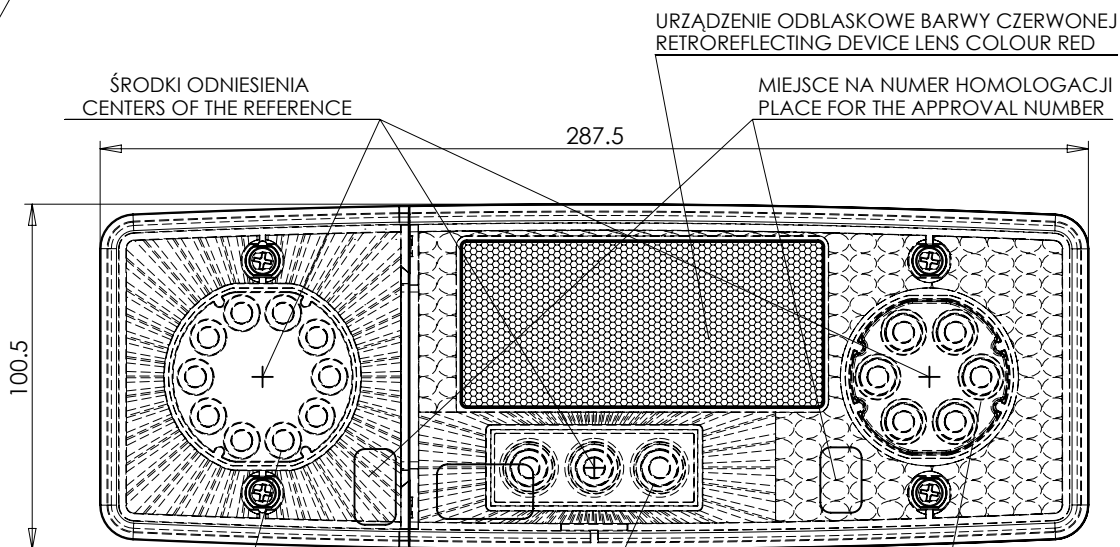 URZĄDZENIE ODBLASKOWE BARWY CZERWONEJ
RETROREFLECTING DEVICE LENS COLOUR RED
ŚRODKI ODNIESIENIA
CENTERS OF THE REFERENCE
MIEJSCE NA NUMER HOMOLOGACJI
PLACE FOR THE APPROVAL NUMBER
287.5
100.5